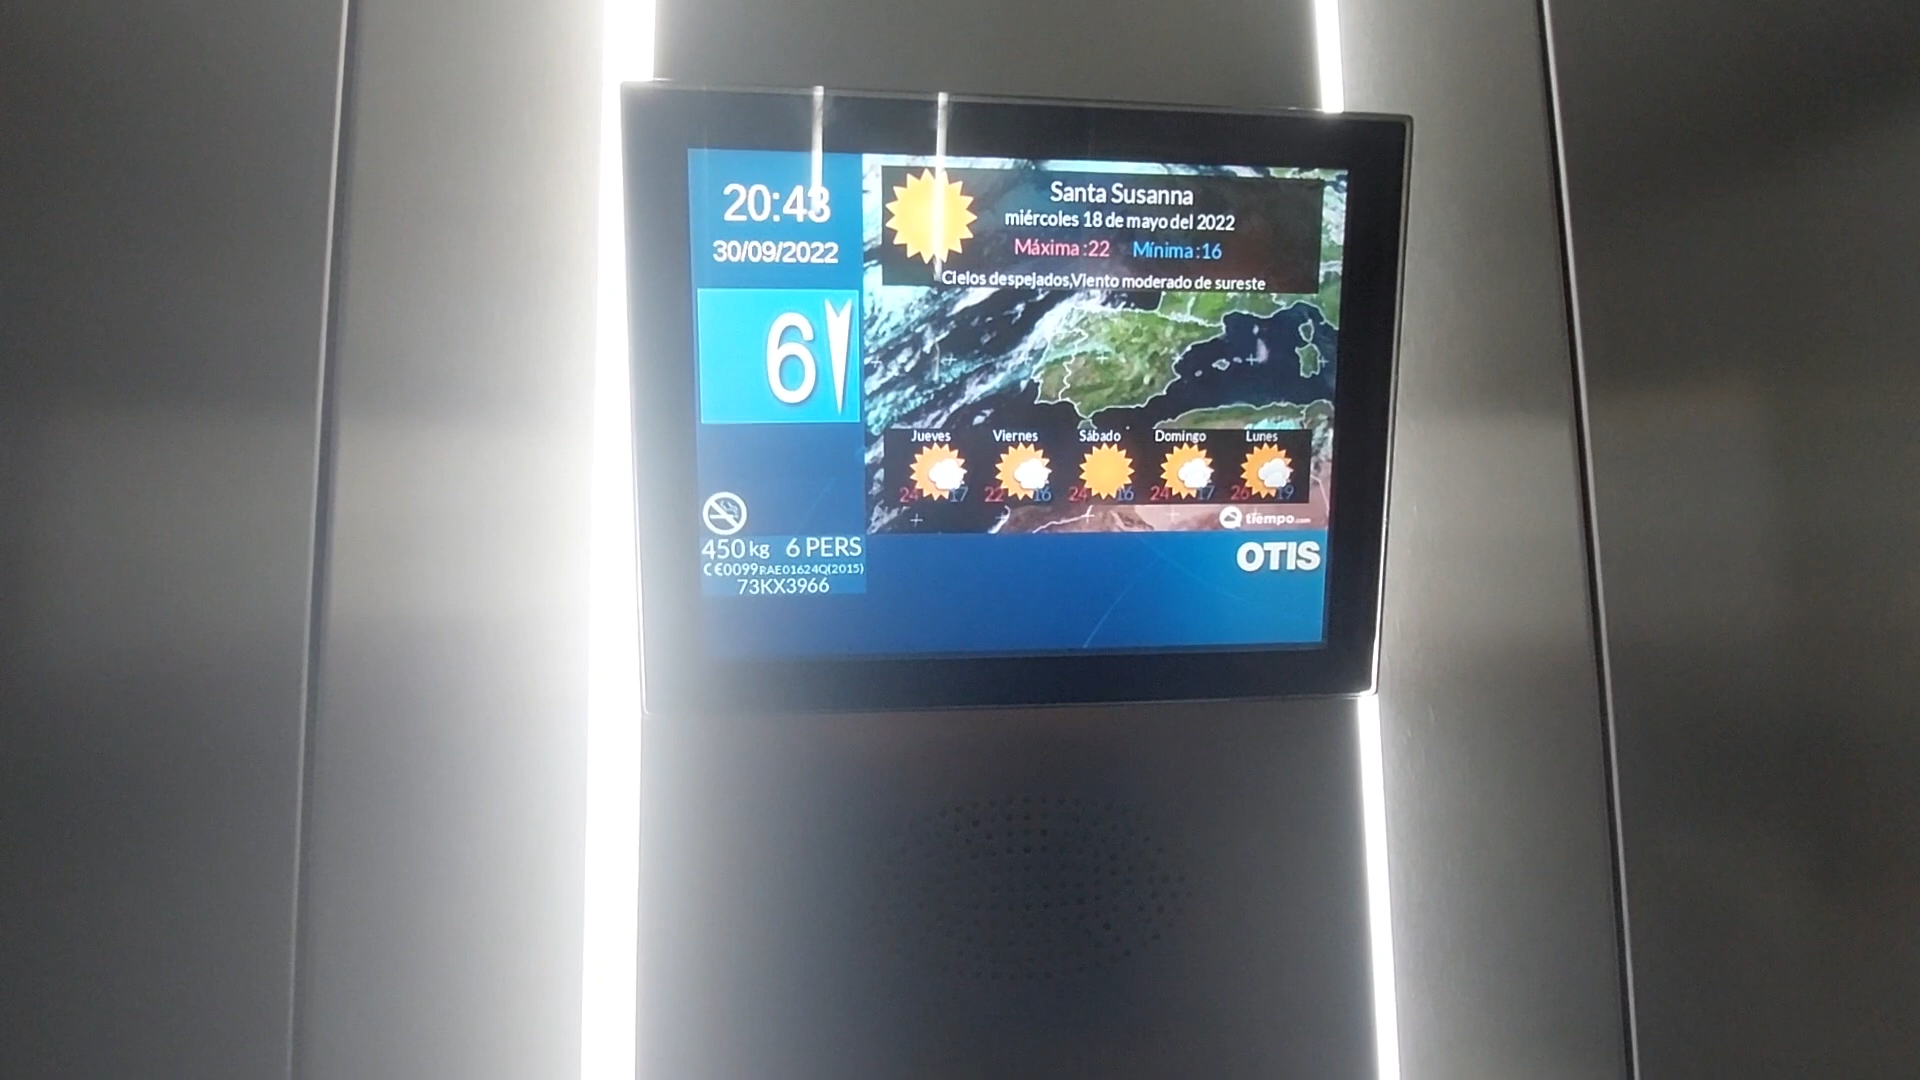 20:43
30/09/2022
6
450 kg 6 PERS
CE0099RAE01624Q(2015)
73KX3966
Santa Susanna
miércoles 18 de mayo del 2022
Máxima :22 Mínima :16
Cielos despejados,Viento moderado de sureste
Jueves Viernes Sábado Domingo Lunes
24 17 22 16 24 16 24 17 26 19
tiempo.com
OTIS